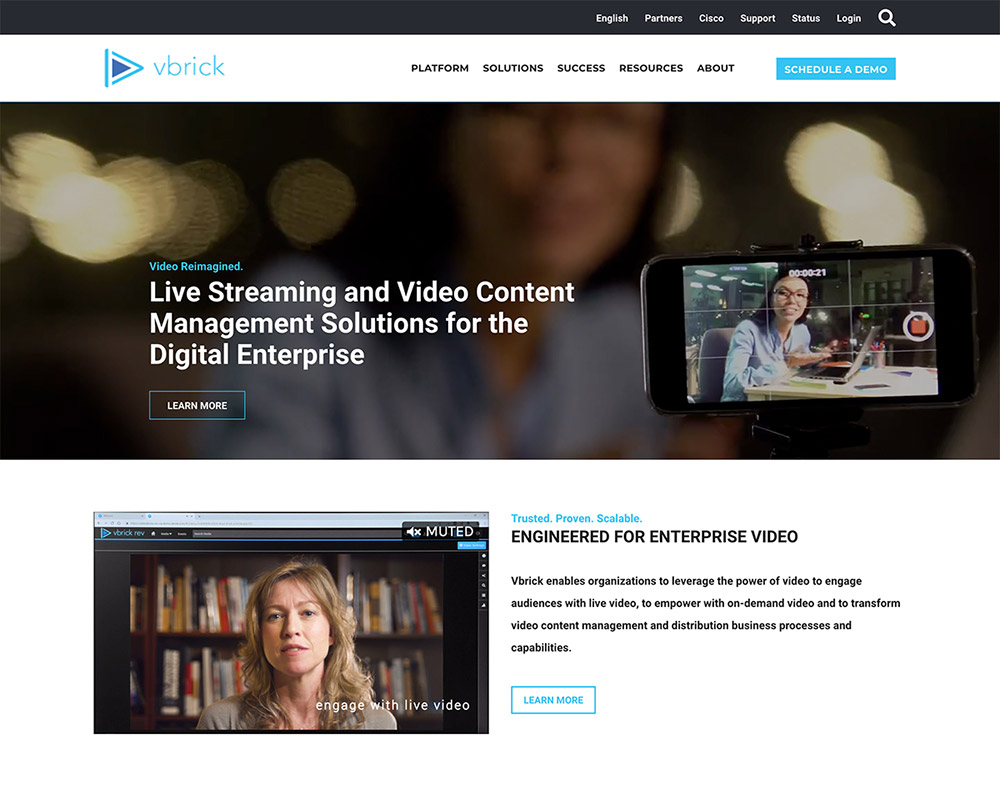 English Partners Cisco Support Status Login
vbrick
PLATFORM SOLUTIONS SUCCESS RESOURCES ABOUT
SCHEDULE A DEMO
Video Reimagined.
Live Streaming and Video Content
Management Solutions for the
Digital Enterprise
LEARN MORE
00:00:21
MUTED
vbrick rev
engage with live video
Trusted. Proven. Scalable.
ENGINEERED FOR ENTERPRISE VIDEO
Vbrick enables organizations to leverage the power of video to engage
audiences with live video, to empower with on-demand video and to transform
video content management and distribution business processes and
capabilities.
LEARN MORE